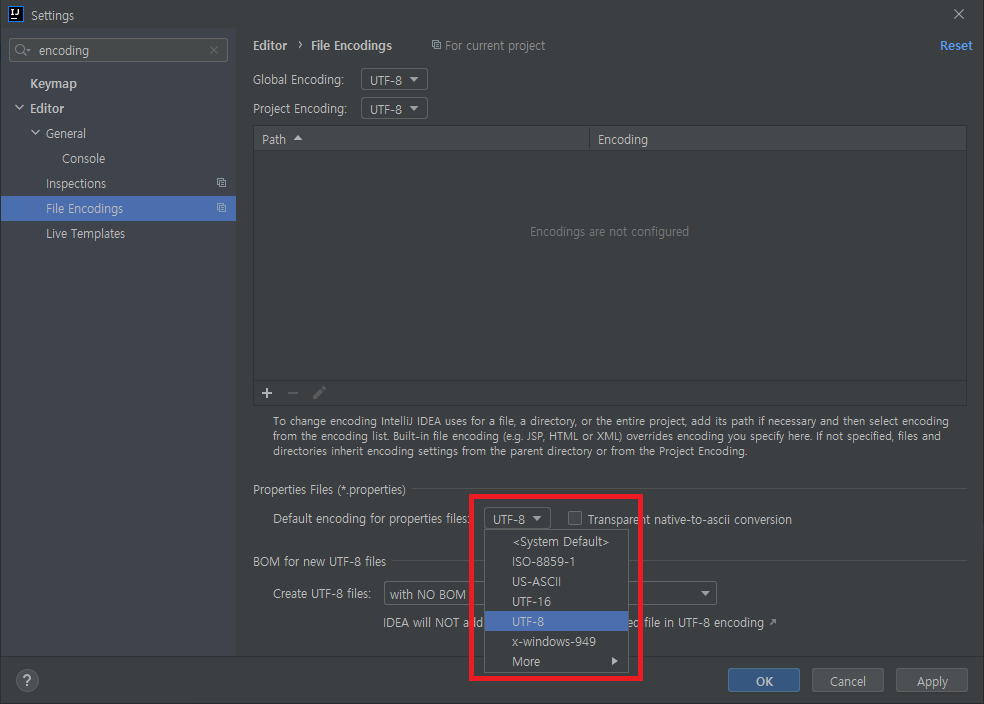 Settings
encoding
Keymap
Editor
General
Console
Inspections
File Encodings
Live Templates
Editor › File Encodings For current project Reset
Global Encoding: UTF-8
Project Encoding: UTF-8
Path Encoding
Encodings are not configured
To change encoding IntelliJ IDEA uses for a file, a directory, or the entire project, add its path if necessary and then select encoding
from the encoding list. Built-in file encoding (e.g. JSP, HTML or XML) overrides encoding you specify here. If not specified, files and
directories inherit encoding settings from the parent directory or from the Project Encoding.
Properties Files (*.properties)
Default encoding for properties files: UTF-8 Transparent native-to-ascii conversion
<System Default>
ISO-8859-1
US-ASCII
UTF-16
UTF-8
x-windows-949
More
BOM for new UTF-8 files
Create UTF-8 files: with NO BOM
IDEA will NOT add file in UTF-8 encoding ↗
? OK Cancel Apply